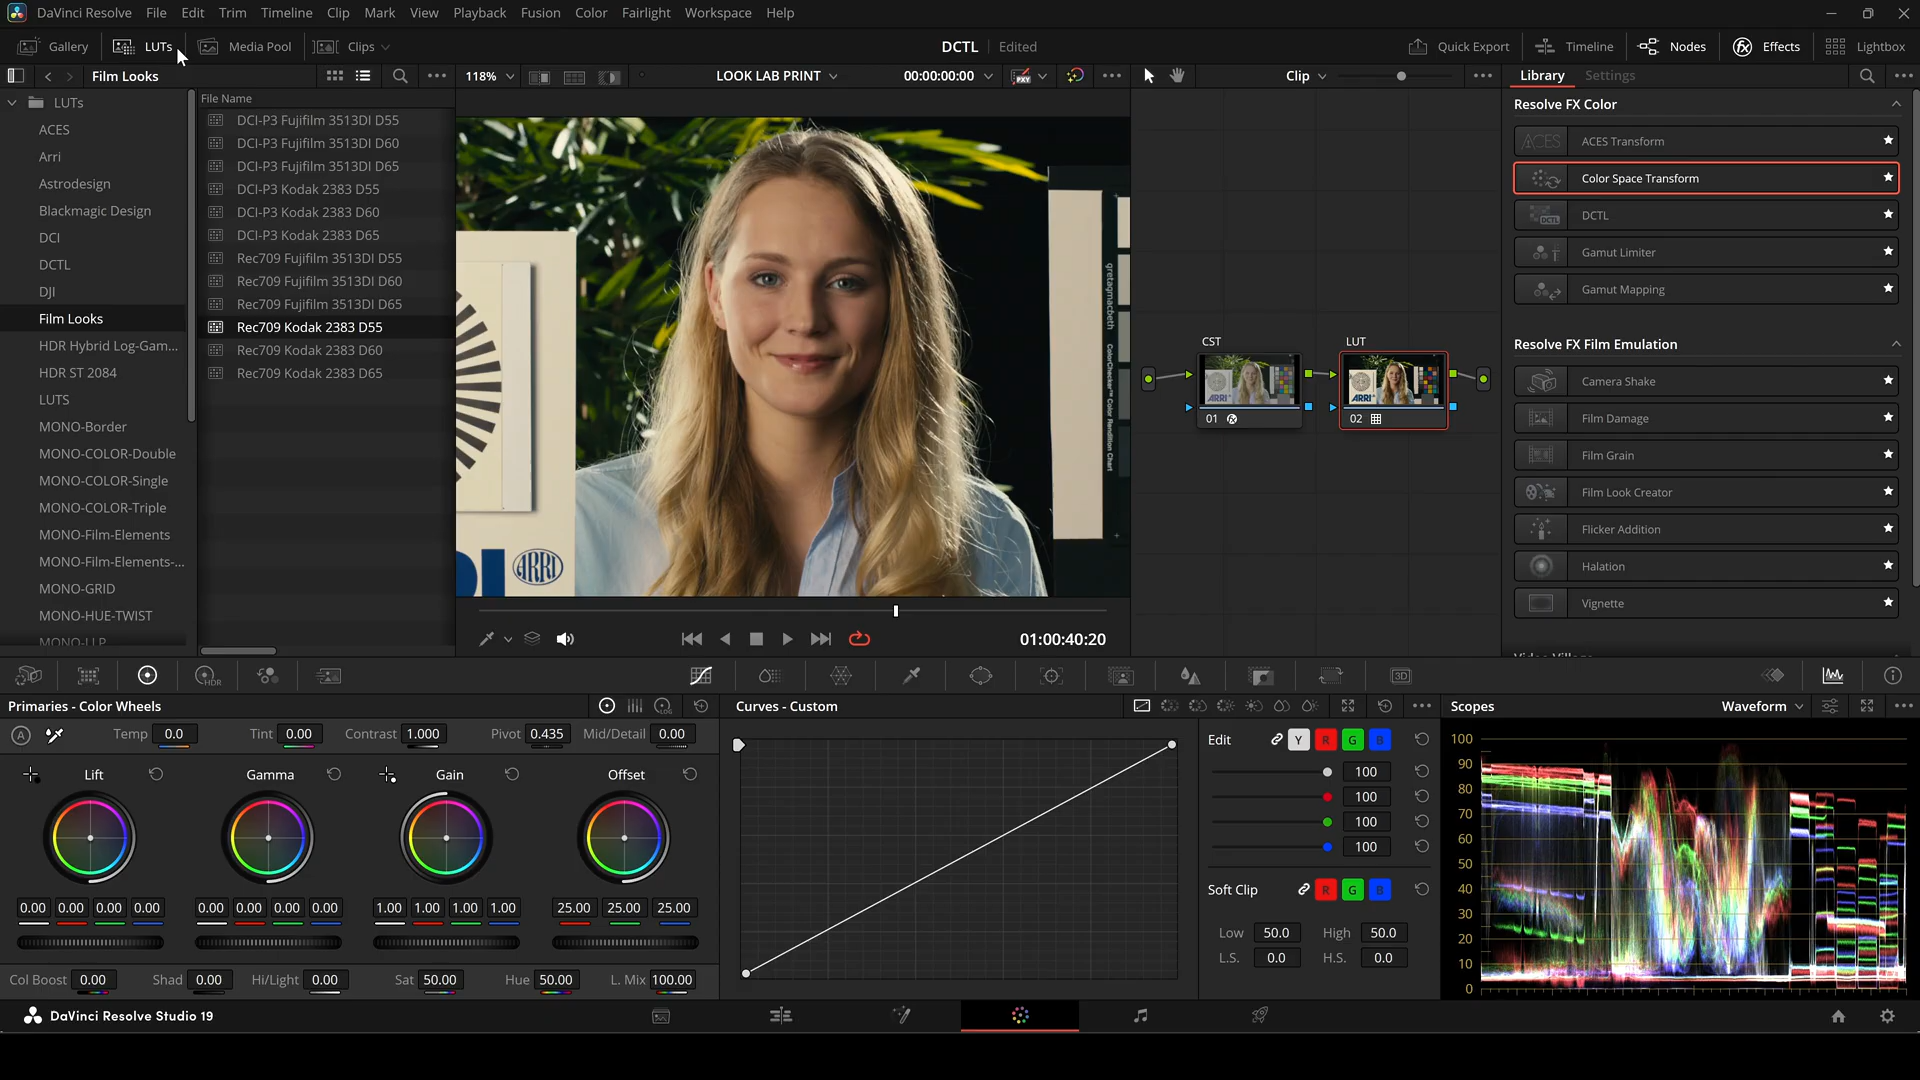 DaVinci Resolve File Edit Trim Timeline Clip Mark View Playback Fusion Color Fairlight Workspace Help
Gallery LUTs Media Pool Clips DCTL Edited Quick Export Timeline Nodes Effects Lightbox
Film Looks 118% LOOK LAB PRINT 00:00:00:00 PXY Clip Library Settings
LUTs
ACES
Arri
Astrodesign
Blackmagic Design
DCI
DCTL
DJI
Film Looks
HDR Hybrid Log-Gam...
HDR ST 2084
LUTS
MONO-Border
MONO-COLOR-Double
MONO-COLOR-Single
MONO-COLOR-Triple
MONO-Film-Elements
MONO-Film-Elements-...
MONO-GRID
MONO-HUE-TWIST
MONO-LLP
File Name
DCI-P3 Fujifilm 3513DI D55
DCI-P3 Fujifilm 3513DI D60
DCI-P3 Fujifilm 3513DI D65
DCI-P3 Kodak 2383 D55
DCI-P3 Kodak 2383 D60
DCI-P3 Kodak 2383 D65
Rec709 Fujifilm 3513DI D55
Rec709 Fujifilm 3513DI D60
Rec709 Fujifilm 3513DI D65
Rec709 Kodak 2383 D55
Rec709 Kodak 2383 D60
Rec709 Kodak 2383 D65
gretagmacbeth
ColorChecker™ Color Rendition Chart
ARRI
01:00:40:20
CST LUT
ARRI ARRI
01 02
Resolve FX Color
ACES ACES Transform
Color Space Transform
DCTL DCTL
Gamut Limiter
Gamut Mapping
Resolve FX Film Emulation
Camera Shake
Film Damage
Film Grain
Film Look Creator
Flicker Addition
Halation
Vignette
HDR 3D
Primaries - Color Wheels LOG
A Temp 0.0 Tint 0.00 Contrast 1.000 Pivot 0.435 Mid/Detail 0.00
Lift Gamma Gain Offset
0.00 0.00 0.00 0.00 0.00 0.00 0.00 0.00 1.00 1.00 1.00 1.00 25.00 25.00 25.00
Col Boost 0.00 Shad 0.00 Hi/Light 0.00 Sat 50.00 Hue 50.00 L. Mix 100.00
Curves - Custom
Edit Y R G B
100
100
100
100
Soft Clip R G B
Low 50.0 High 50.0
L.S. 0.0 H.S. 0.0
Scopes Waveform
100
90
80
70
60
50
40
30
20
10
0
DaVinci Resolve Studio 19